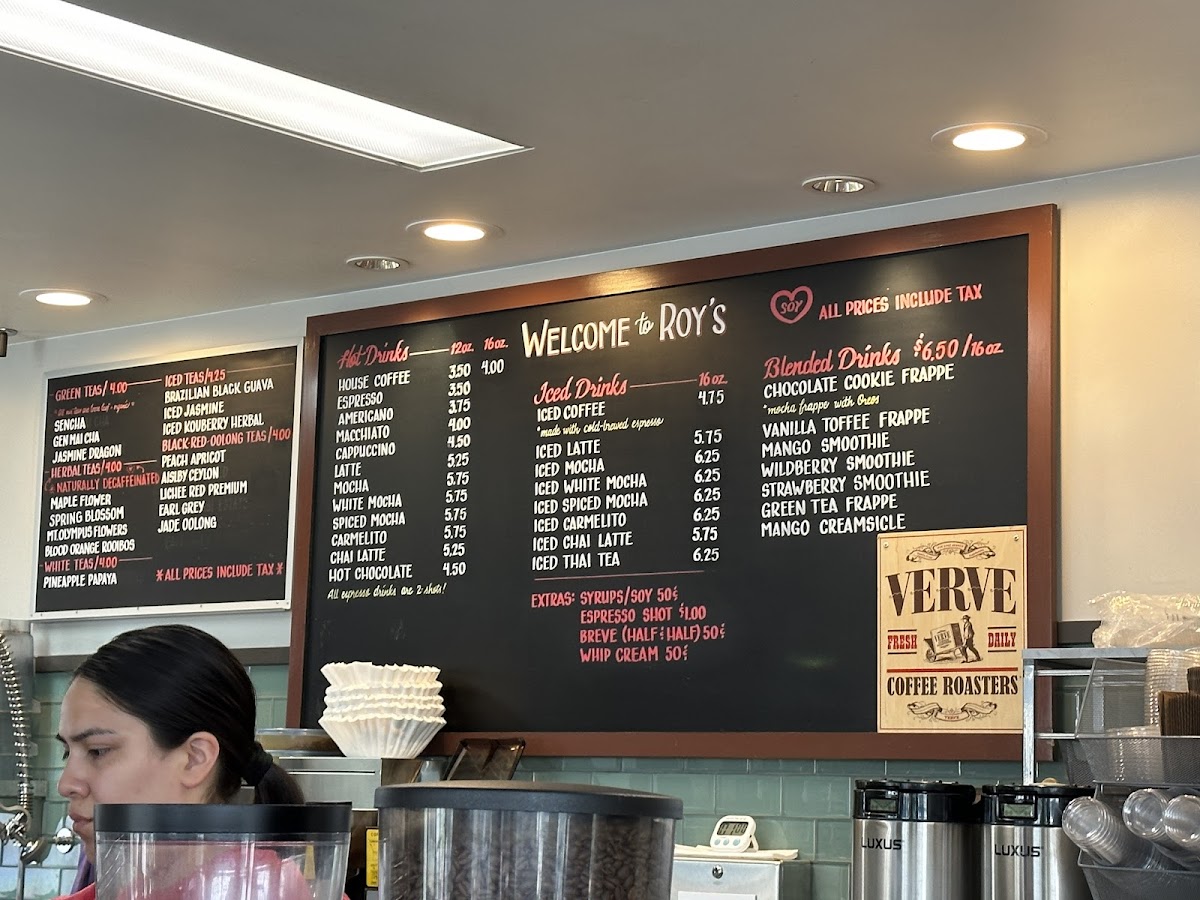 GREEN TEAS/4.00
SENCHA
GEN MAI CHA
JASMINE DRAGON
HERBAL TEAS/4.00
NATURALLY DECAFFEINATED
MAPLE FLOWER
SPRING BLOSSOM
MT.OLYMPUS FLOWERS
BLOOD ORANGE ROOIBOS
WHITE TEAS/4.00
PINEAPPLE PAPAYA
ICED TEAS/4.25
BRAZILIAN BLACK GUAVA
ICED JASMINE
ICED KOUBERRY HERBAL
BLACK-RED-OOLONG TEAS/4.00
PEACH APRICOT
AISLBY CEYLON
LICHEE RED PREMIUM
EARL GREY
JADE OOLONG
*ALL PRICES INCLUDE TAX*
WELCOME to ROY'S
Hot Drinks 12oz. 16oz.
HOUSE COFFEE 3.50 4.00
ESPRESSO 3.50
AMERICANO 3.75
MACCHIATO 4.00
CAPPUCCINO 4.50
LATTE 5.25
MOCHA 5.75
WHITE MOCHA 5.75
SPICED MOCHA 5.75
CARMELITO 5.75
CHAI LATTE 5.25
HOT CHOCOLATE 4.50
All espresso drinks are 2 shots!
Iced Drinks 16oz.
ICED COFFEE 4.75
*made with cold-brewed espresso
ICED LATTE 5.75
ICED MOCHA 6.25
ICED WHITE MOCHA 6.25
ICED SPICED MOCHA 6.25
ICED CARMELITO 6.25
ICED CHAI LATTE 5.75
ICED THAI TEA 6.25
EXTRAS: SYRUPS/SOY 50¢
ESPRESSO SHOT $1.00
BREVE (HALF & HALF) 50¢
WHIP CREAM 50¢
SOY ALL PRICES INCLUDE TAX
Blended Drinks $6.50/16oz
CHOCOLATE COOKIE FRAPPE
*mocha frappe with Oreos
VANILLA TOFFEE FRAPPE
MANGO SMOOTHIE
WILDBERRY SMOOTHIE
STRAWBERRY SMOOTHIE
GREEN TEA FRAPPE
MANGO CREAMSICLE
VERVE
FRESH DAILY
COFFEE ROASTERS
LUXUS
LUXUS